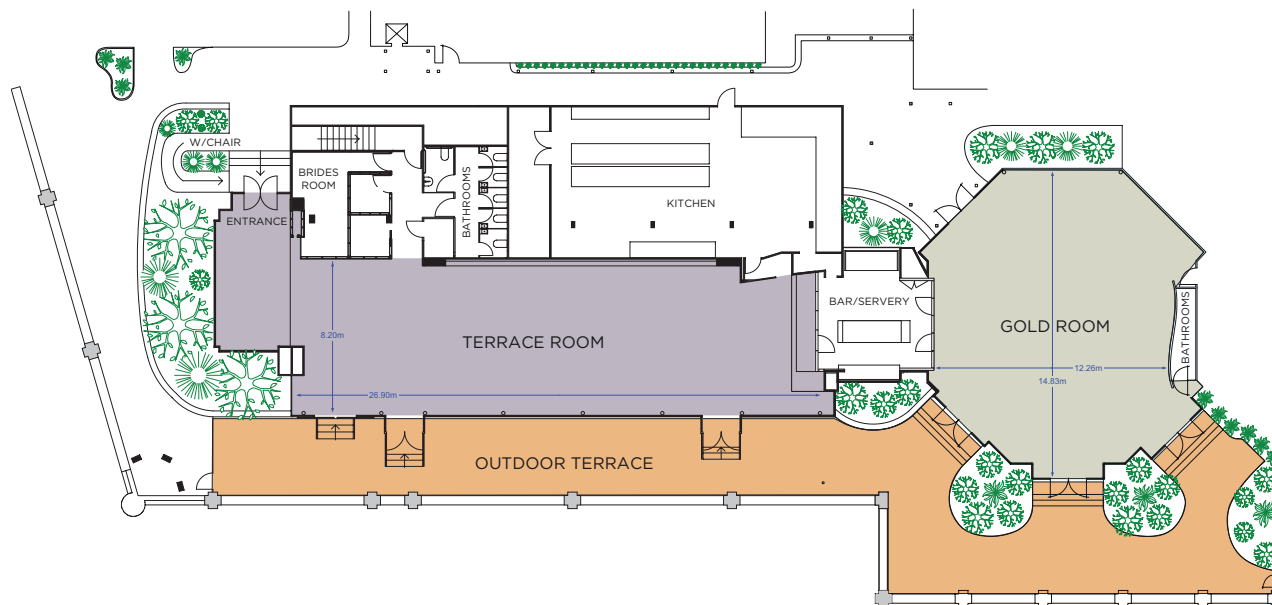 W/CHAIR
BRIDES
ROOM
BATHROOMS
KITCHEN
ENTRANCE
BAR/SERVERY
8.20m
TERRACE ROOM
GOLD ROOM
BATHROOMS
12.26m
14.83m
26.90m
OUTDOOR TERRACE